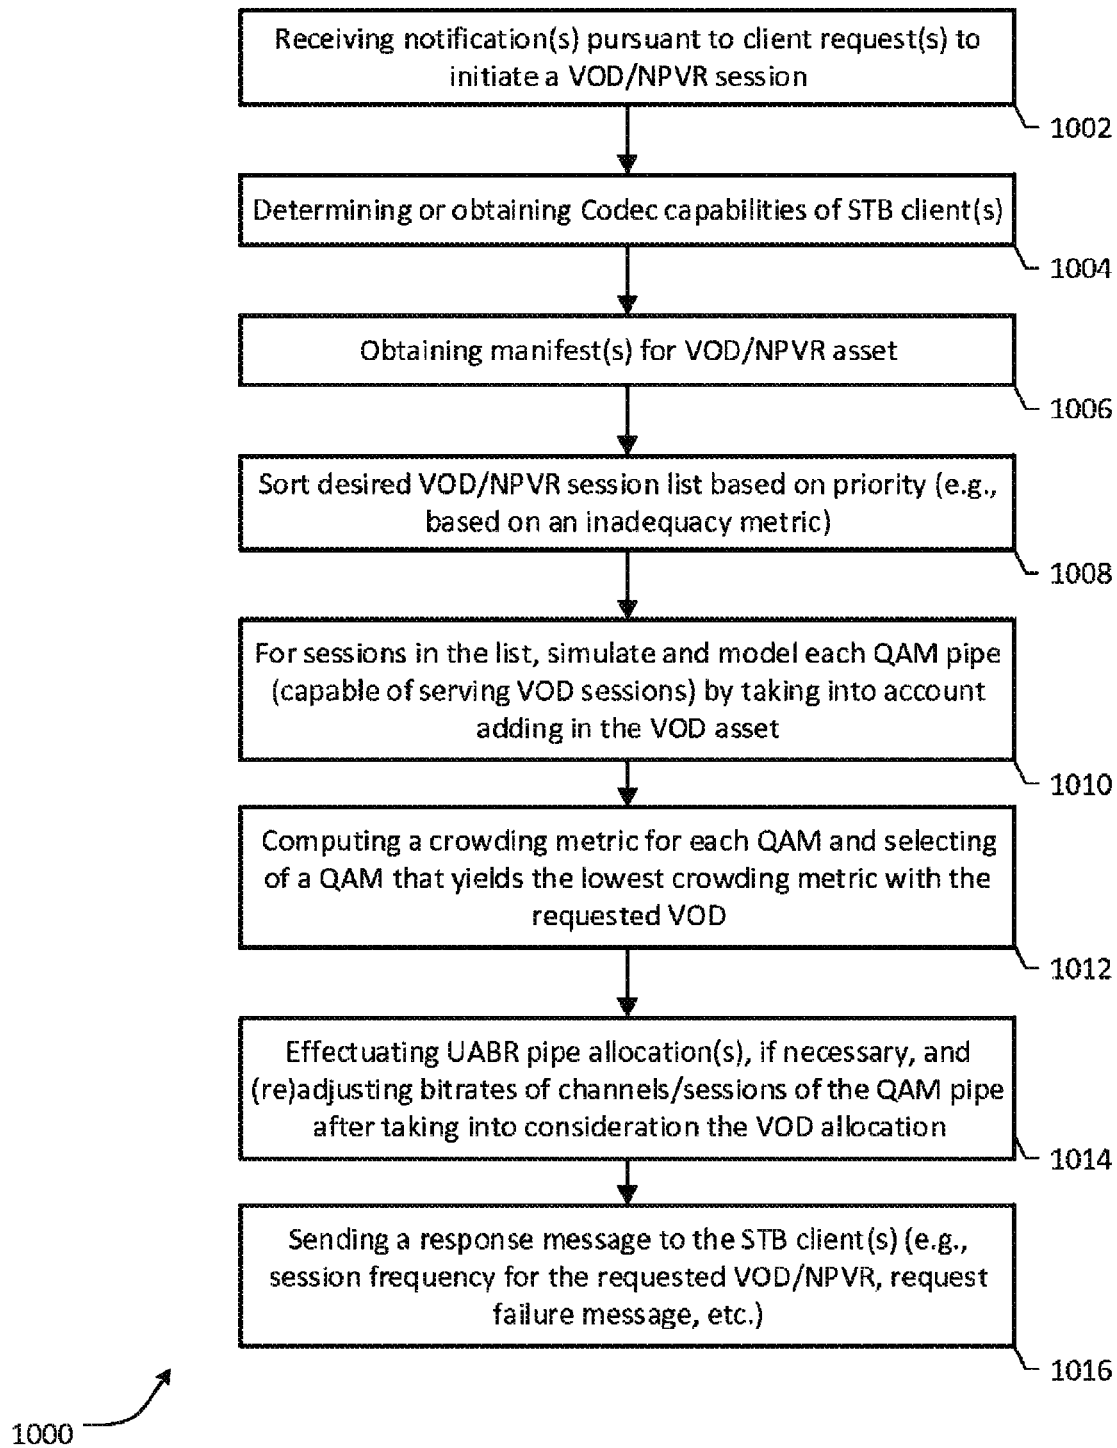 Receiving notification(s) pursuant to client request(s) to
initiate a VOD/NPVR session
1002
Determining or obtaining Codec capabilities of STB client(s)
1004
Obtaining manifest(s) for VOD/NPVR asset
1006
Sort desired VOD/NPVR session list based on priority (e.g.,
based on an inadequacy metric)
1008
For sessions in the list, simulate and model each QAM pipe
(capable of serving VOD sessions) by taking into account
adding in the VOD asset
1010
Computing a crowding metric for each QAM and selecting
of a QAM that yields the lowest crowding metric with the
requested VOD
1012
Effectuating UABR pipe allocation(s), if necessary, and
(re)adjusting bitrates of channels/sessions of the QAM pipe
after taking into consideration the VOD allocation
1014
Sending a response message to the STB client(s) (e.g.,
session frequency for the requested VOD/NPVR, request
failure message, etc.)
1016
1000